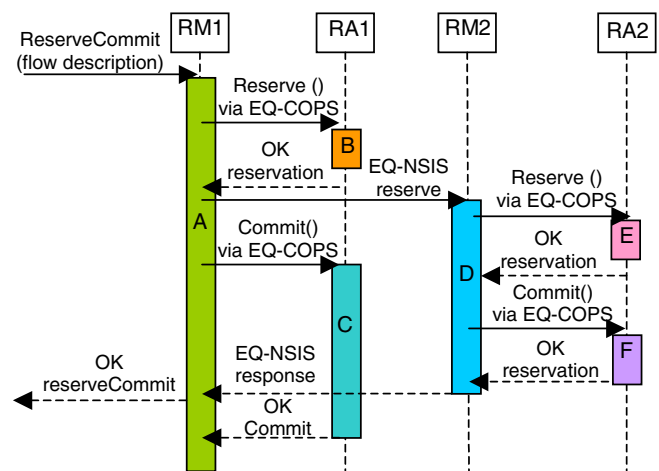 RM1
RA1
RM2
RA2
ReserveCommit
(flow description)
Reserve ()
via EQ-COPS
B
OK
reservation
EQ-NSIS
reserve
Reserve ()
via EQ-COPS
A
E
Commit()
via EQ-COPS
OK
reservation
D
Commit()
via EQ-COPS
C
F
OK
reserveCommit
EQ-NSIS
response
OK
reservation
OK
Commit